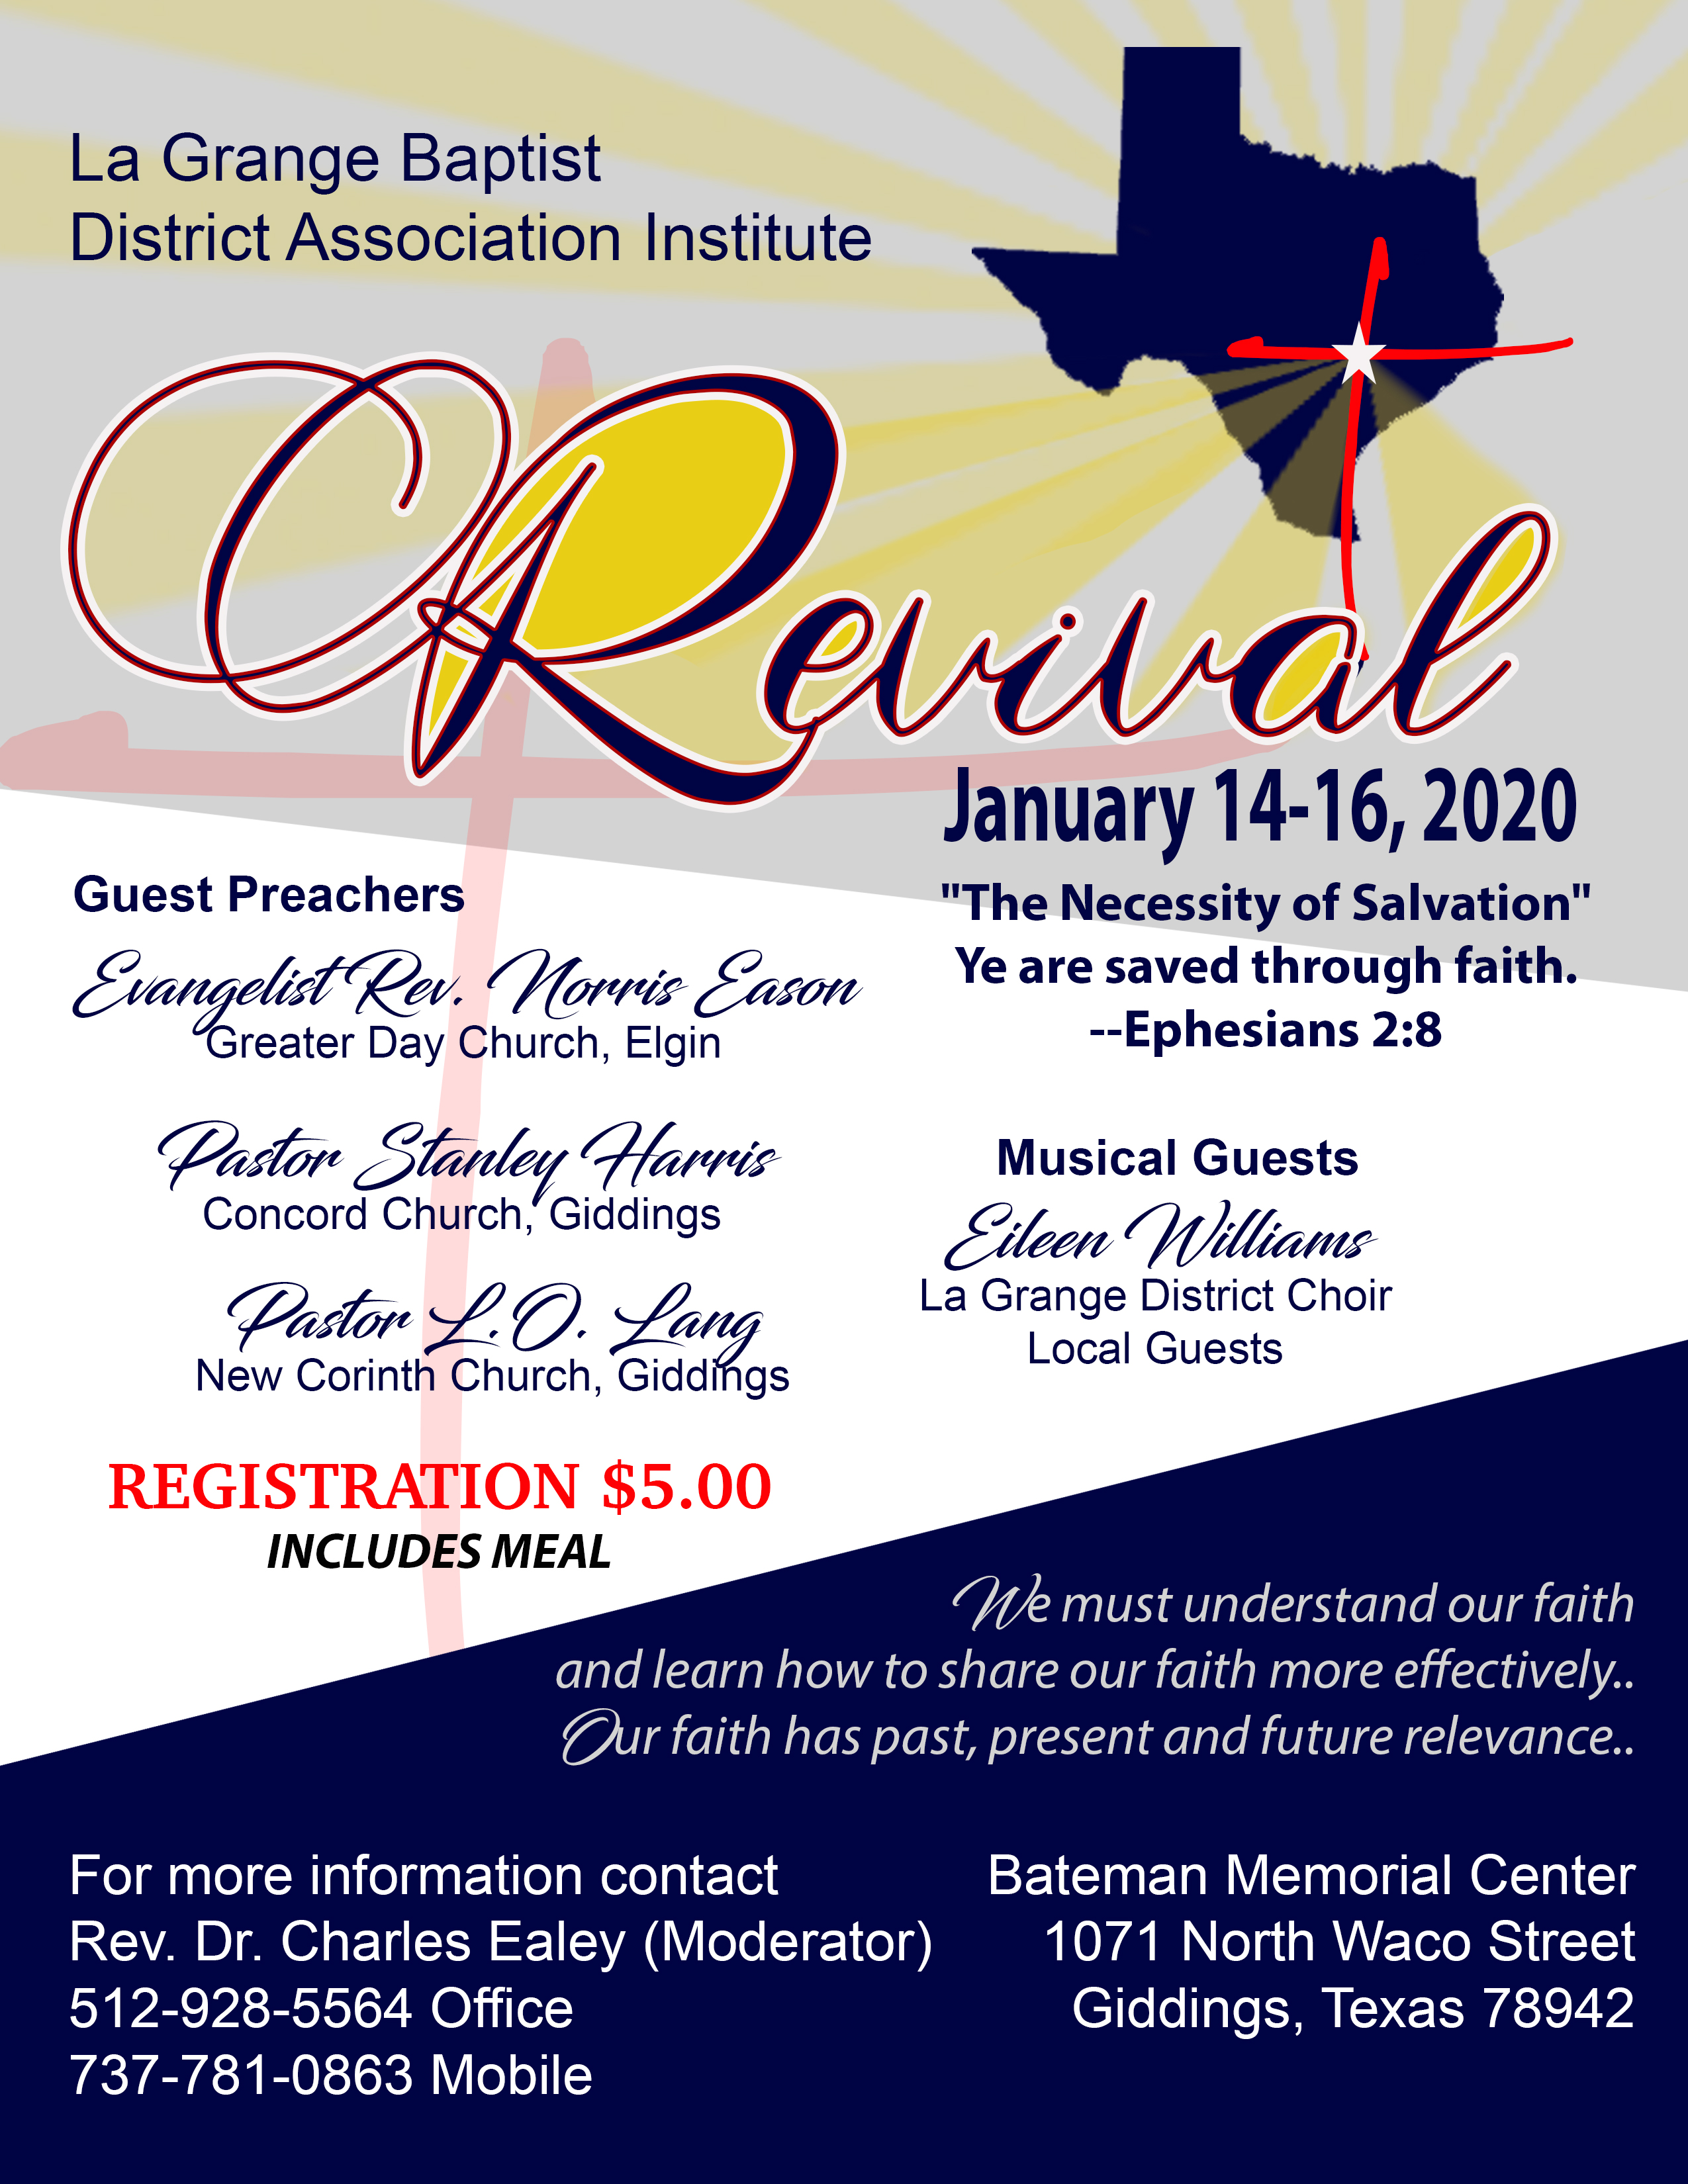 La Grange Baptist
District Association Institute
Revival
January 14-16, 2020
"The Necessity of Salvation"
Ye are saved through faith.
--Ephesians 2:8
Guest Preachers
Evangelist Rev. Norris Eason
Greater Day Church, Elgin
Pastor Stanley Harris
Concord Church, Giddings
Pastor L.O. Lang
New Corinth Church, Giddings
Musical Guests
Eileen Williams
La Grange District Choir
Local Guests
REGISTRATION $5.00
INCLUDES MEAL
We must understand our faith
and learn how to share our faith more effectively..
Our faith has past, present and future relevance..
For more information contact
Rev. Dr. Charles Ealey (Moderator)
512-928-5564 Office
737-781-0863 Mobile
Bateman Memorial Center
1071 North Waco Street
Giddings, Texas 78942